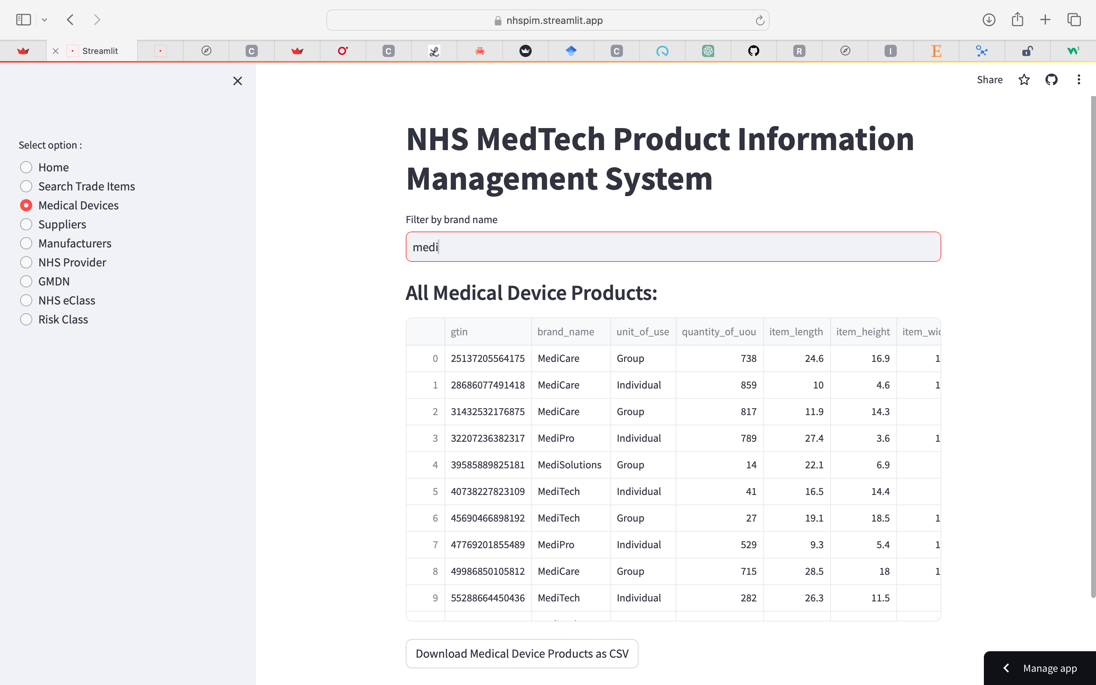 nhspim.streamlit.app
Streamlit
Share
Select option :
Home
Search Trade Items
Medical Devices
Suppliers
Manufacturers
NHS Provider
GMDN
NHS eClass
Risk Class
NHS MedTech Product Information
Management System
Filter by brand name
medi
All Medical Device Products:
gtin brand_name unit_of_use quantity_of_uou item_length item_height item_wi
0 25137205564175 MediCare Group 738 24.6 16.9 1
1 28686077491418 MediCare Individual 859 10 4.6 1
2 31432532176875 MediCare Group 817 11.9 14.3
3 32207236382317 MediPro Individual 789 27.4 3.6 1
4 39585889825181 MediSolutions Group 14 22.1 6.9
5 40738227823109 MediTech Individual 41 16.5 14.4
6 45690466898192 MediTech Group 27 19.1 18.5 1
7 47769201855489 MediPro Individual 529 9.3 5.4 1
8 49986850105812 MediCare Group 715 28.5 18 1
9 55288664450436 MediTech Individual 282 26.3 11.5
Download Medical Device Products as CSV
Manage app